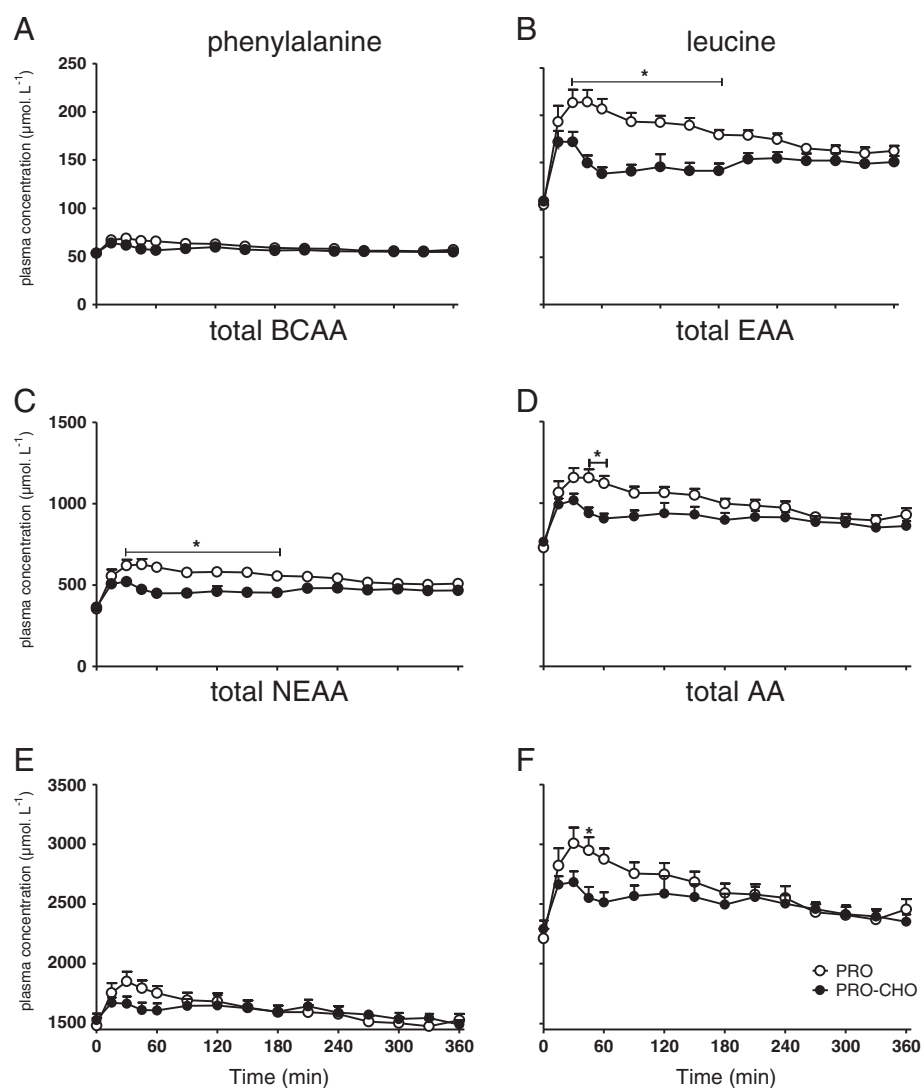 A
phenylalanine
B
leucine
plasma concentration (µmol. L⁻¹)
250
200
150
100
50
0
*
total BCAA
total EAA
C
D
plasma concentration (µmol. L⁻¹)
1500
1000
500
0
*
*
total NEAA
total AA
E
F
plasma concentration (µmol. L⁻¹)
3500
3000
2500
2000
1500
*
PRO
PRO-CHO
0 60 120 180 240 300 360
0 60 120 180 240 300 360
Time (min)
Time (min)